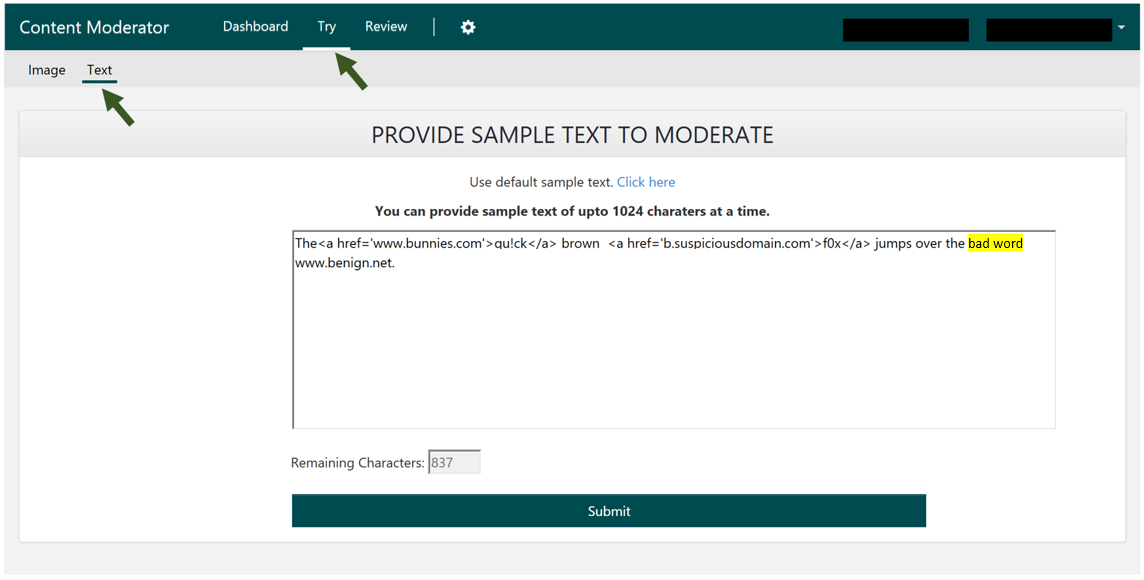 Content Moderator
Dashboard Try Review
Image Text
PROVIDE SAMPLE TEXT TO MODERATE
Use default sample text. Click here
You can provide sample text of upto 1024 charaters at a time.
The<a href='www.bunnies.com'>qu!ck</a> brown  <a href='b.suspiciousdomain.com'>f0x</a> jumps over the bad word
www.benign.net.
Remaining Characters: 837
Submit